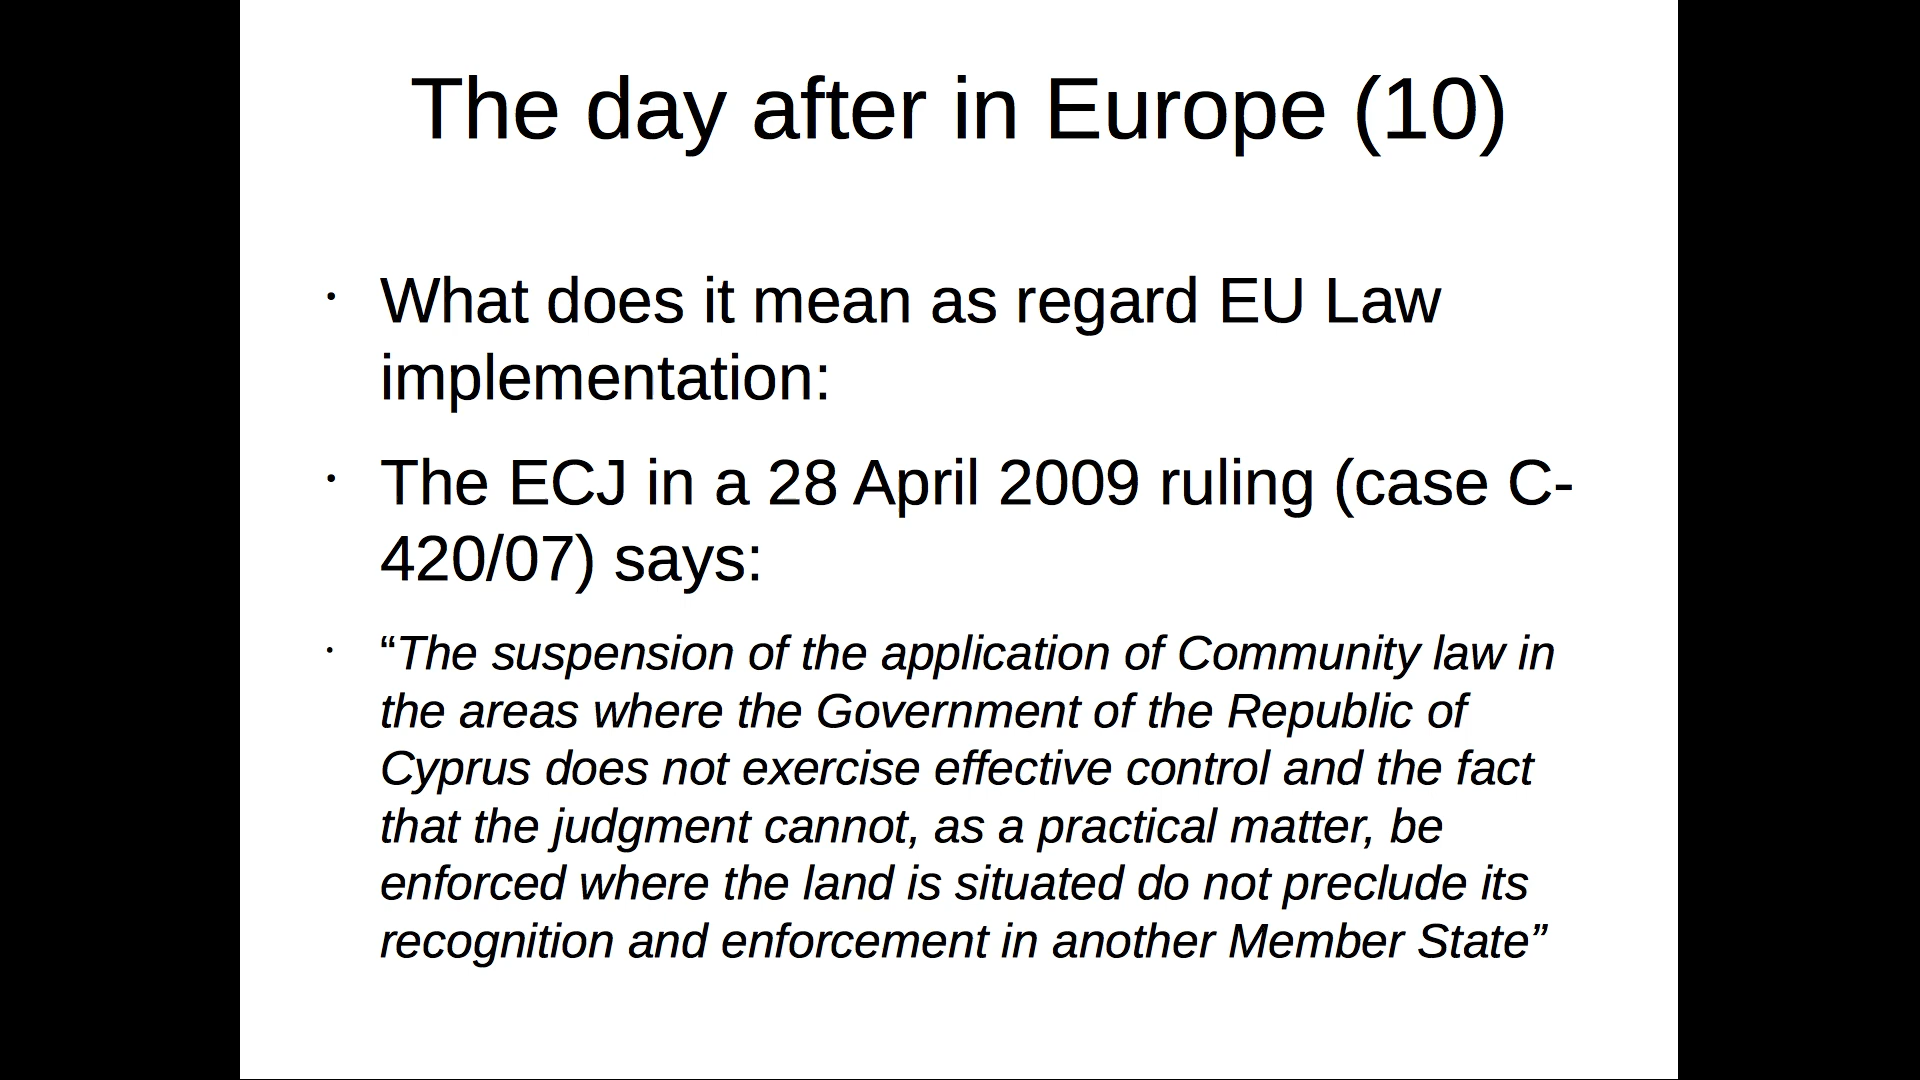 The day after in Europe (10)
• What does it mean as regard EU Law
implementation:
• The ECJ in a 28 April 2009 ruling (case C-
420/07) says:
• “The suspension of the application of Community law in
the areas where the Government of the Republic of
Cyprus does not exercise effective control and the fact
that the judgment cannot, as a practical matter, be
enforced where the land is situated do not preclude its
recognition and enforcement in another Member State”